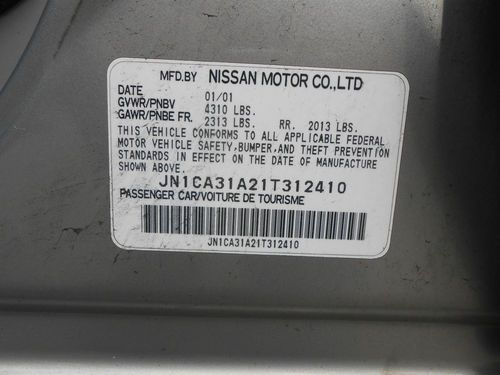 MFD.BY NISSAN MOTOR CO.,LTD
DATE 01/01
GVWR/PNBV 4310 LBS.
GAWR/PNBE FR. 2313 LBS. RR. 2013 LBS.
THIS VEHICLE CONFORMS TO ALL APPLICABLE FEDERAL
MOTOR VEHICLE SAFETY, BUMPER, AND THEFT PREVENTION
STANDARDS IN EFFECT ON THE DATE OF MANUFACTURE
SHOWN ABOVE.
JN1CA31A21T312410
PASSENGER CAR/VOITURE DE TOURISME
JN1CA31A21T312410